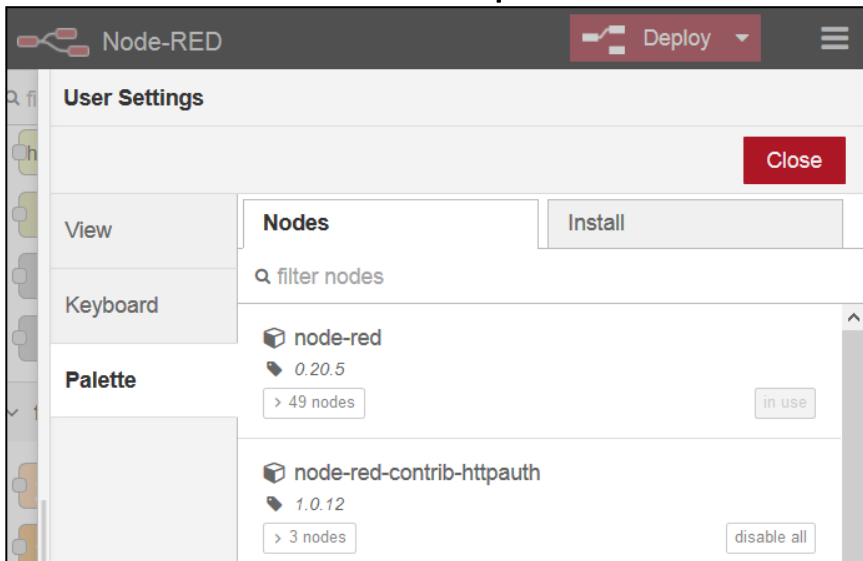 Node-RED
Deploy
fi
User Settings
h
Close
View
Nodes
Install
filter nodes
Keyboard
node-red
0.20.5
Palette
> 49 nodes
in use
node-red-contrib-httpauth
1.0.12
> 3 nodes
disable all